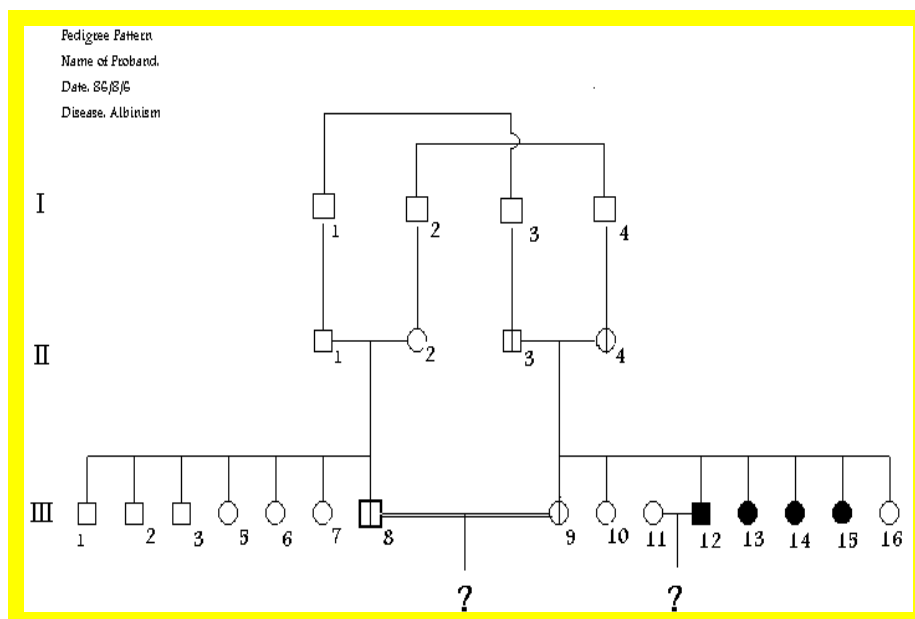 Pedigree Pattern
Name of Proband.
Date. 86/8/6
Disease. Albinism
I
1 2 3 4
II
1 2 3 4
III
1 2 3 5 6 7 8 9 10 11 12 13 14 15 16
? ?